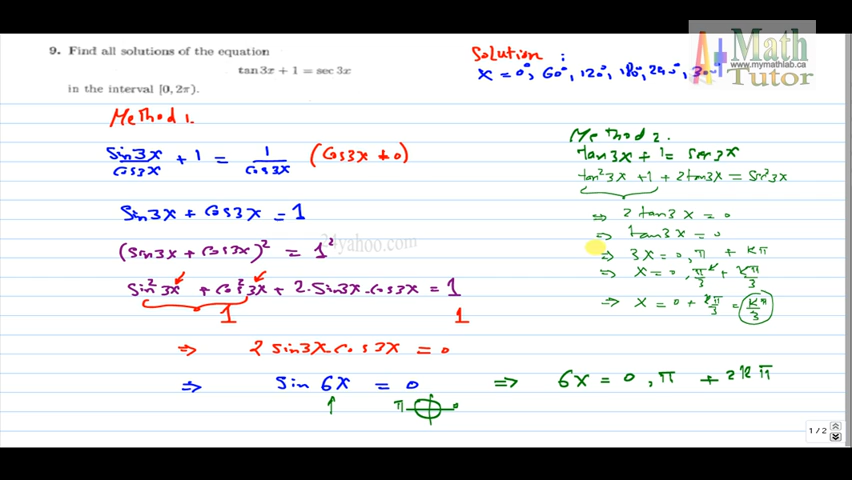 9. Find all solutions of the equation
tan 3x + 1 = sec 3x
in the interval [0, 2π).
Solution :
x = 0°, 60°, 120°, 180°, 240°, 300°
A+ Math
www.mymathlab.ca
Tutor
Method 1.
sin3x/cos3x + 1 = 1/cos3x (cos3x ≠ 0)
sin3x + cos3x = 1
(sin3x + cos3x)² = 1²
sin²3x + cos²3x + 2·sin3x·cos3x = 1
1 1
⇒ 2 sin3x·cos3x = 0
⇒ sin 6x = 0 ⇒ 6x = 0, π + 2kπ
π 0
Method 2.
tan3x + 1 = sec3x
tan²3x + 1 + 2tan3x = sec²3x
⇒ 2 tan3x = 0
⇒ tan3x = 0
⇒ 3x = 0, π + kπ
⇒ x = 0, π/3 + kπ/3
⇒ x = 0 + kπ/3 = kπ/3
yahoo.com
1 / 2